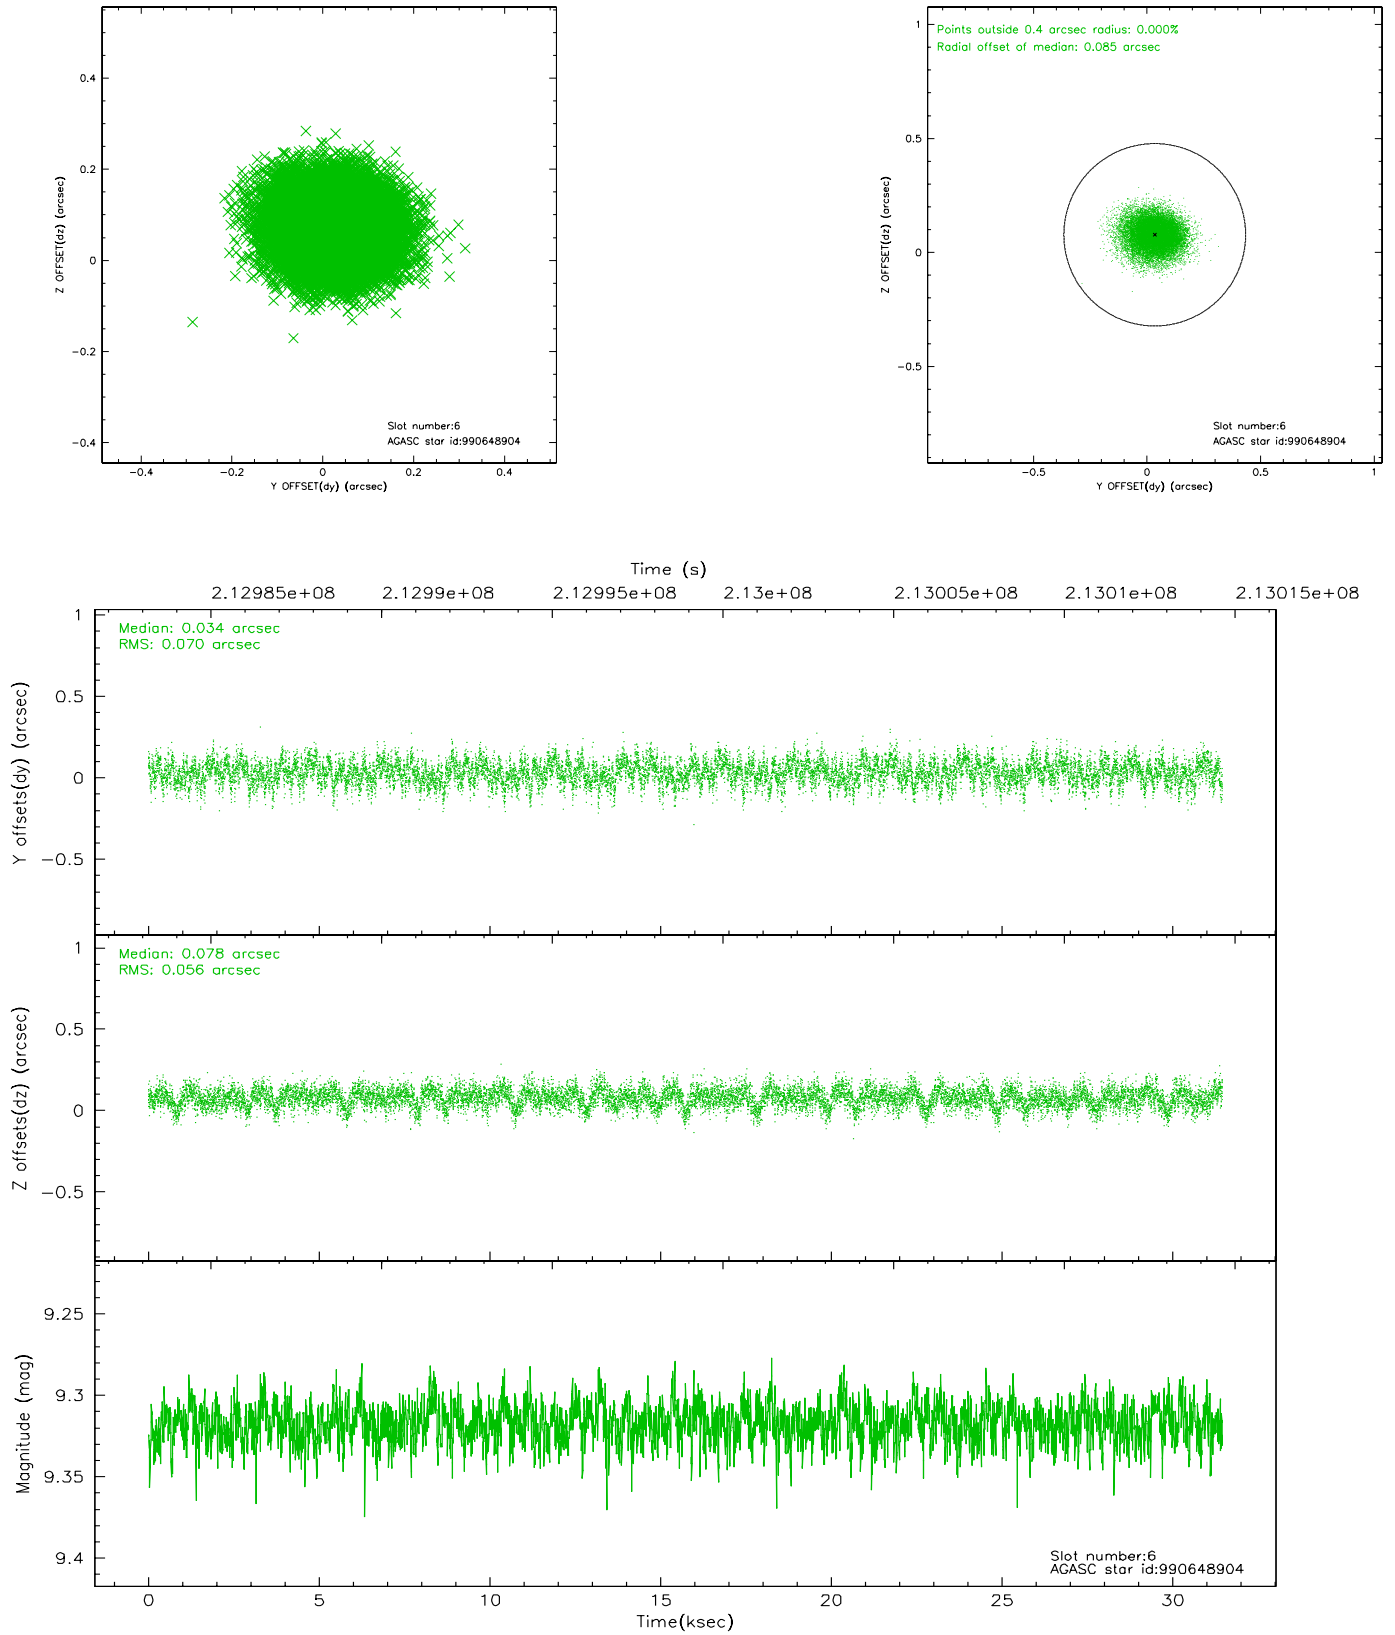 0.4
0.2
0
−0.2
−0.4
Z OFFSET(dz) (arcsec)
Slot number:6
AGASC star id:990648904
−0.4 −0.2 0 0.2 0.4
Y OFFSET(dy) (arcsec)
Points outside 0.4 arcsec radius: 0.000%
Radial offset of median: 0.085 arcsec
1
0.5
0
−0.5
Z OFFSET(dz) (arcsec)
Slot number:6
AGASC star id:990648904
−0.5 0 0.5 1
Y OFFSET(dy) (arcsec)
Time (s)
2.12985e+08 2.1299e+08 2.12995e+08 2.13e+08 2.13005e+08 2.1301e+08 2.13015e+08
Median: 0.034 arcsec
RMS: 0.070 arcsec
1
0.5
0
−0.5
Y offsets(dy) (arcsec)
Median: 0.078 arcsec
RMS: 0.056 arcsec
1
0.5
0
−0.5
Z offsets(dz) (arcsec)
9.25
9.3
9.35
9.4
Magnitude (mag)
Slot number:6
AGASC star id:990648904
0 5 10 15 20 25 30
Time(ksec)